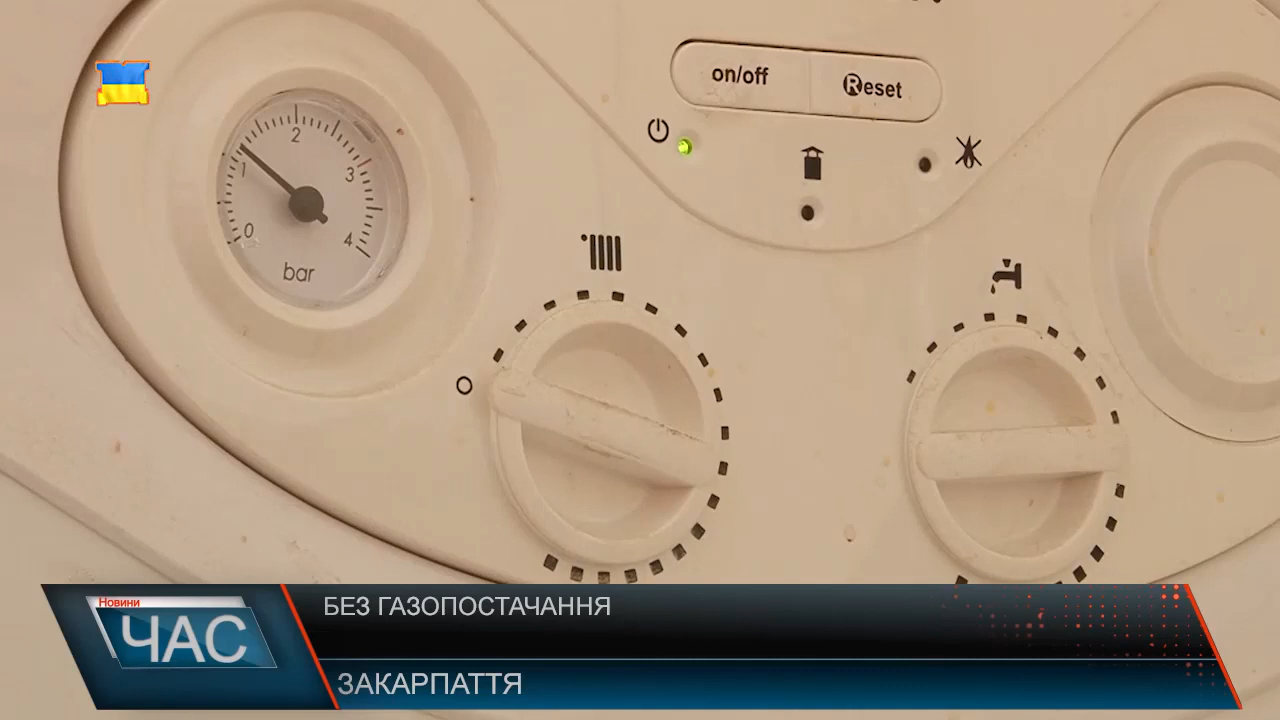 on/off
Reset
2
1
3
0
4
bar
Новини
ЧАС
БЕЗ ГАЗОПОСТАЧАННЯ
ЗАКАРПАТТЯ